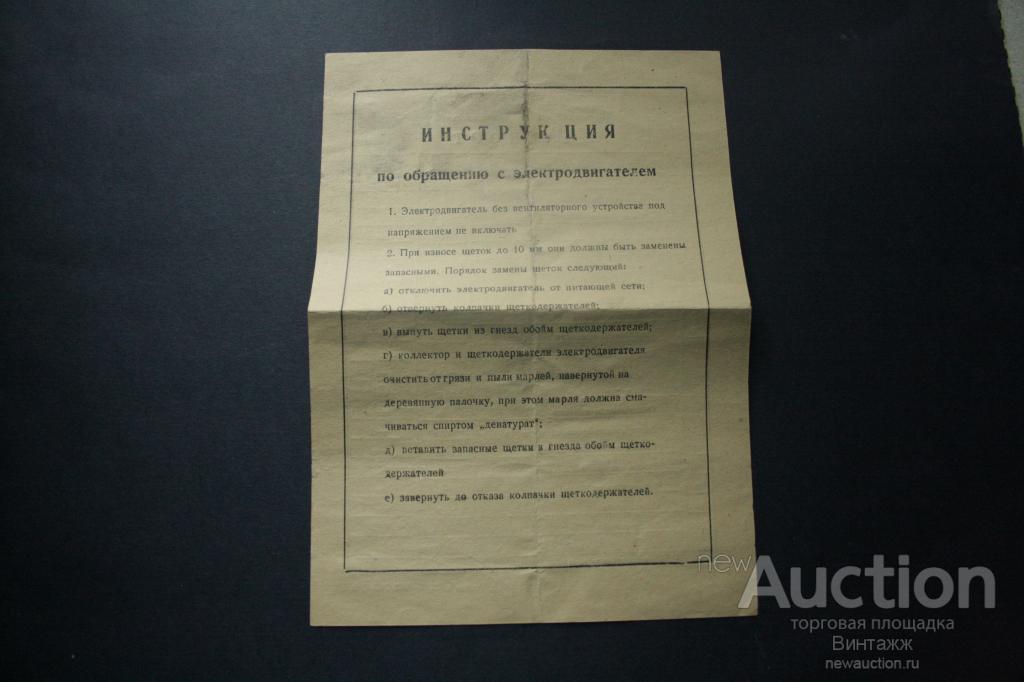 ИНСТРУКЦИЯ
по обращению с электродвигателем
1. Электродвигатель без вентиляторного устройства под
напряжением не включать
2. При износе щеток до 10 мм они должны быть заменены
запасными. Порядок замены щеток следующий:
а) отключить электродвигатель от питающей сети;
б) отвернуть колпачки щеткодержателей;
в) вынуть щетки из гнезд обойм щеткодержателей;
г) коллектор и щеткодержатели электродвигателя
очистить от грязи и пыли марлей, навернутой на
деревянную палочку, при этом марля должна сма-
чиваться спиртом „денатурат";
д) вставить запасные щетки в гнезда обойм щетко-
держателей
е) завернуть до отказа колпачки щеткодержателей.
newAuction
торговая площадка
Винтажж
newauction.ru